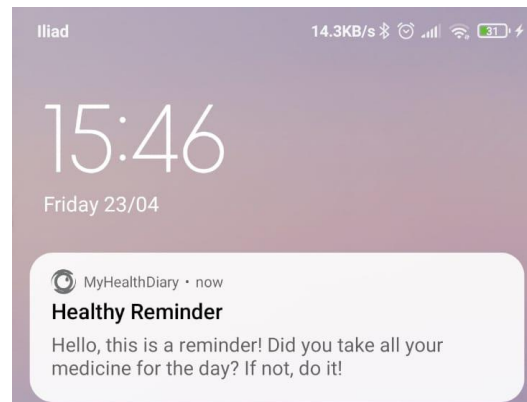 Iliad 14.3KB/s 31
15:46
Friday 23/04
MyHealthDiary • now
Healthy Reminder
Hello, this is a reminder! Did you take all your
medicine for the day? If not, do it!